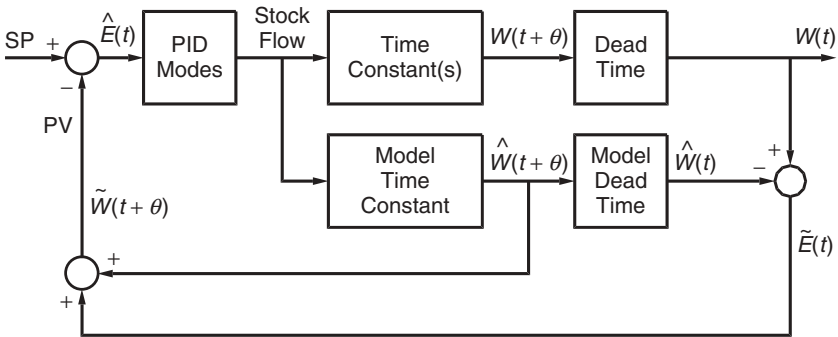 SP
+
−
Ê(t)
PID
Modes
Stock
Flow
Time
Constant(s)
W(t + θ)
Dead
Time
W(t)
PV
Model
Time
Constant
Ŵ(t + θ)
Model
Dead
Time
Ŵ(t)
+
−
W̃(t + θ)
Ẽ(t)
+
+